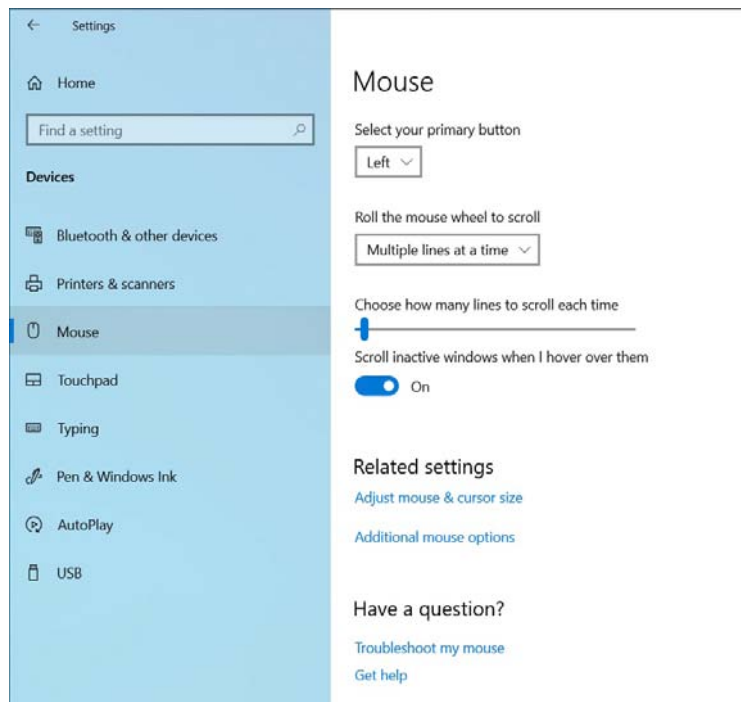 Settings
Home
Find a setting
Devices
Bluetooth & other devices
Printers & scanners
Mouse
Touchpad
Typing
Pen & Windows Ink
AutoPlay
USB
Mouse
Select your primary button
Left
Roll the mouse wheel to scroll
Multiple lines at a time
Choose how many lines to scroll each time
Scroll inactive windows when I hover over them
On
Related settings
Adjust mouse & cursor size
Additional mouse options
Have a question?
Troubleshoot my mouse
Get help